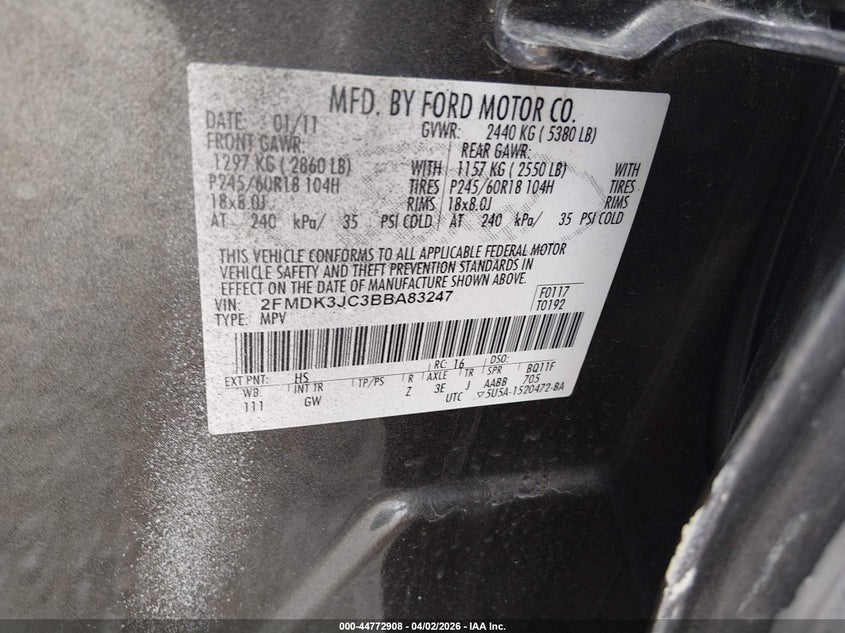 MFD. BY FORD MOTOR CO.
DATE: 01/11 GVWR: 2440 KG ( 5380 LB)
FRONT GAWR: REAR GAWR:
1297 KG ( 2860 LB) WITH 1157 KG ( 2550 LB) WITH
P245/60R18 104H TIRES P245/60R18 104H TIRES
18x8.0J RIMS 18x8.0J RIMS
AT 240 kPa/ 35 PSI COLD AT 240 kPa/ 35 PSI COLD
THIS VEHICLE CONFORMS TO ALL APPLICABLE FEDERAL MOTOR
VEHICLE SAFETY AND THEFT PREVENTION STANDARDS IN
EFFECT ON THE DATE OF MANUFACTURE SHOWN ABOVE.
VIN: 2FMDK3JC3BBA83247 F0117
TYPE: MPV T0192
EXT PNT: HS RC: 16 DSO:
WB INT TR TP/PS R AXLE TR SPR BQ11F
111 GW Z 3E J AABB 705
UTC ▽5U5A-1520472-BA
000-44772908 - 04/02/2026 - IAA Inc.